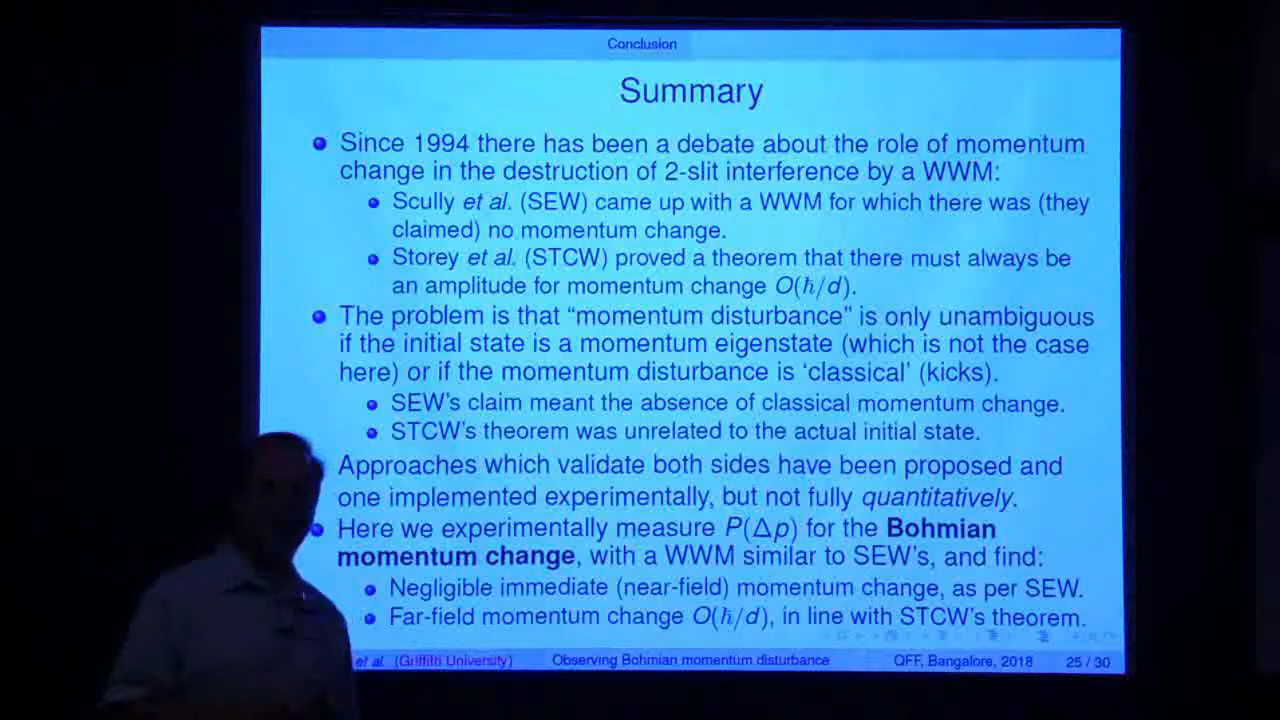 Conclusion
Summary
Since 1994 there has been a debate about the role of momentum
change in the destruction of 2-slit interference by a WWM:
Scully et al. (SEW) came up with a WWM for which there was (they
claimed) no momentum change.
Storey et al. (STCW) proved a theorem that there must always be
an amplitude for momentum change O(ℏ/d).
The problem is that “momentum disturbance” is only unambiguous
if the initial state is a momentum eigenstate (which is not the case
here) or if the momentum disturbance is ‘classical’ (kicks).
SEW’s claim meant the absence of classical momentum change.
STCW’s theorem was unrelated to the actual initial state.
Approaches which validate both sides have been proposed and
one implemented experimentally, but not fully quantitatively.
Here we experimentally measure P(Δp) for the Bohmian
momentum change, with a WWM similar to SEW’s, and find:
Negligible immediate (near-field) momentum change, as per SEW.
Far-field momentum change O(ℏ/d), in line with STCW’s theorem.
et al. (Griffith University) Observing Bohmian momentum disturbance QFF, Bangalore, 2018 25 / 30